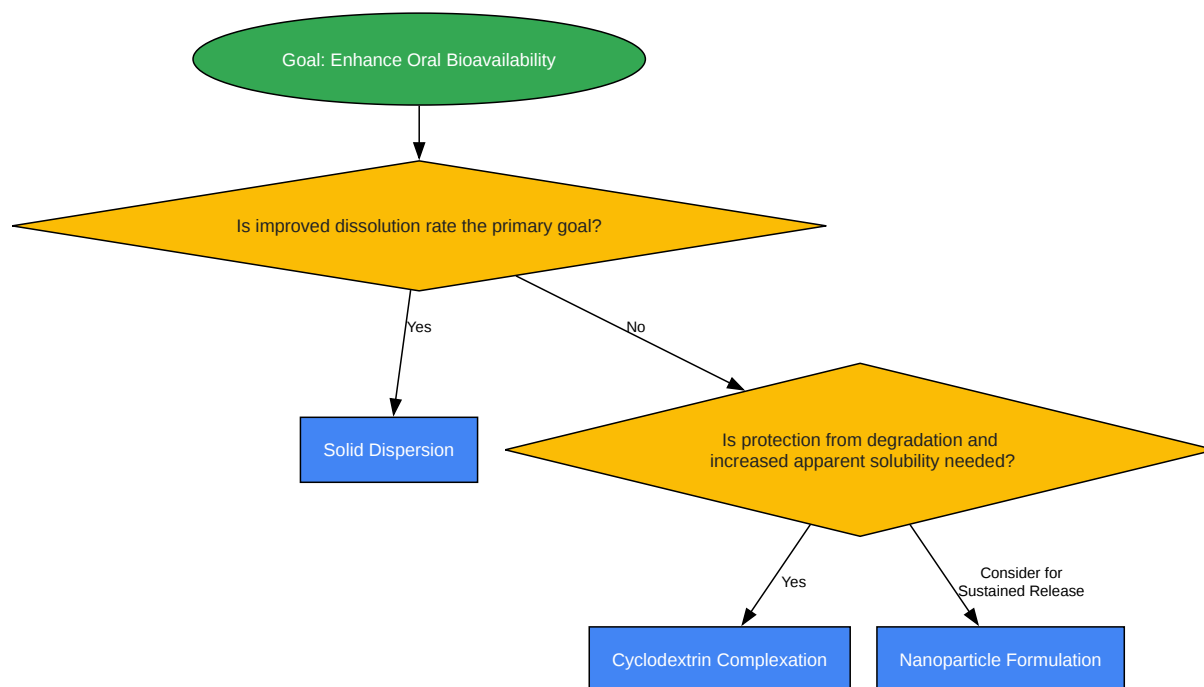 Goal: Enhance Oral Bioavailability
Is improved dissolution rate the primary goal?
Yes
No
Solid Dispersion
Is protection from degradation and
increased apparent solubility needed?
Yes
Consider for
Sustained Release
Cyclodextrin Complexation
Nanoparticle Formulation